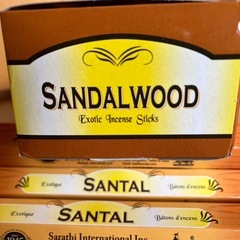 SANDALWOOD
Exotic Incense Sticks
Exotique SANTAL Bâtons d'encens
Exotique SANTAL Bâtons d'encens
Sarathi International Inc